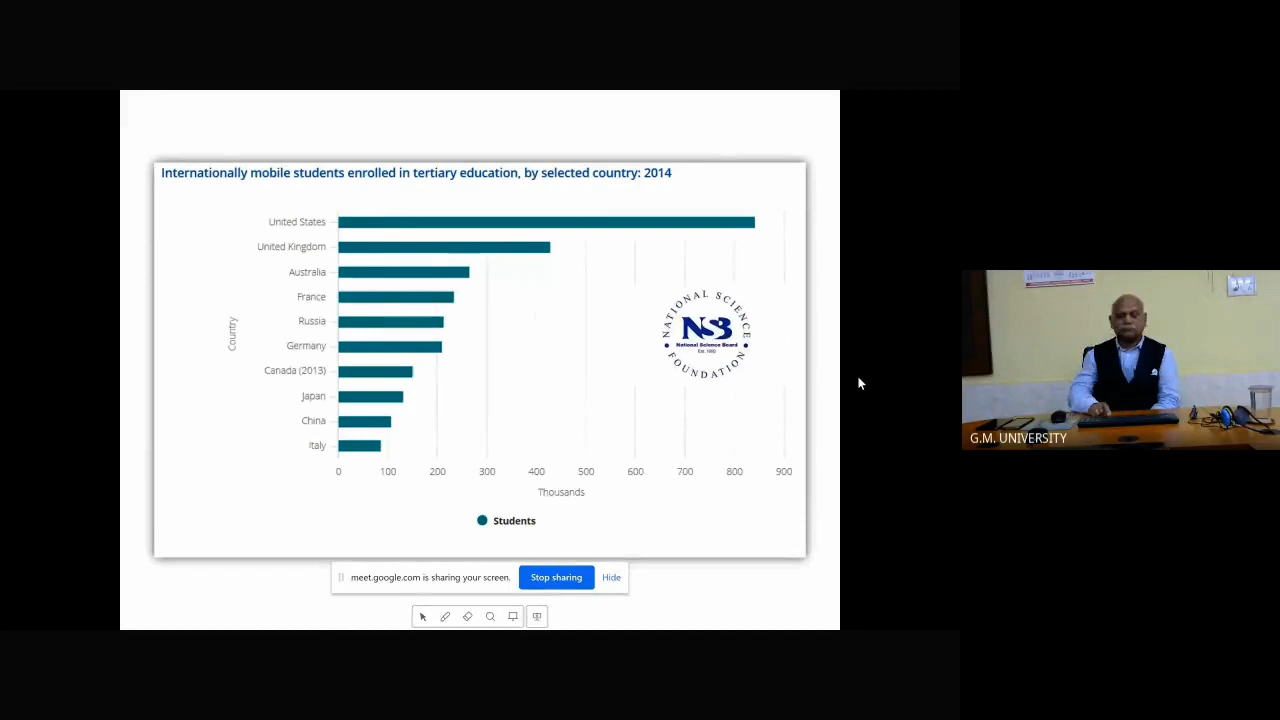 Internationally mobile students enrolled in tertiary education, by selected country: 2014
Country
United States
United Kingdom
Australia
France
Russia
Germany
Canada (2013)
Japan
China
Italy
0 100 200 300 400 500 600 700 800 900
Thousands
Students
NATIONAL SCIENCE
NSB
National Science Board
FOUNDATION
meet.google.com is sharing your screen.
Stop sharing
Hide
G.M. UNIVERSITY